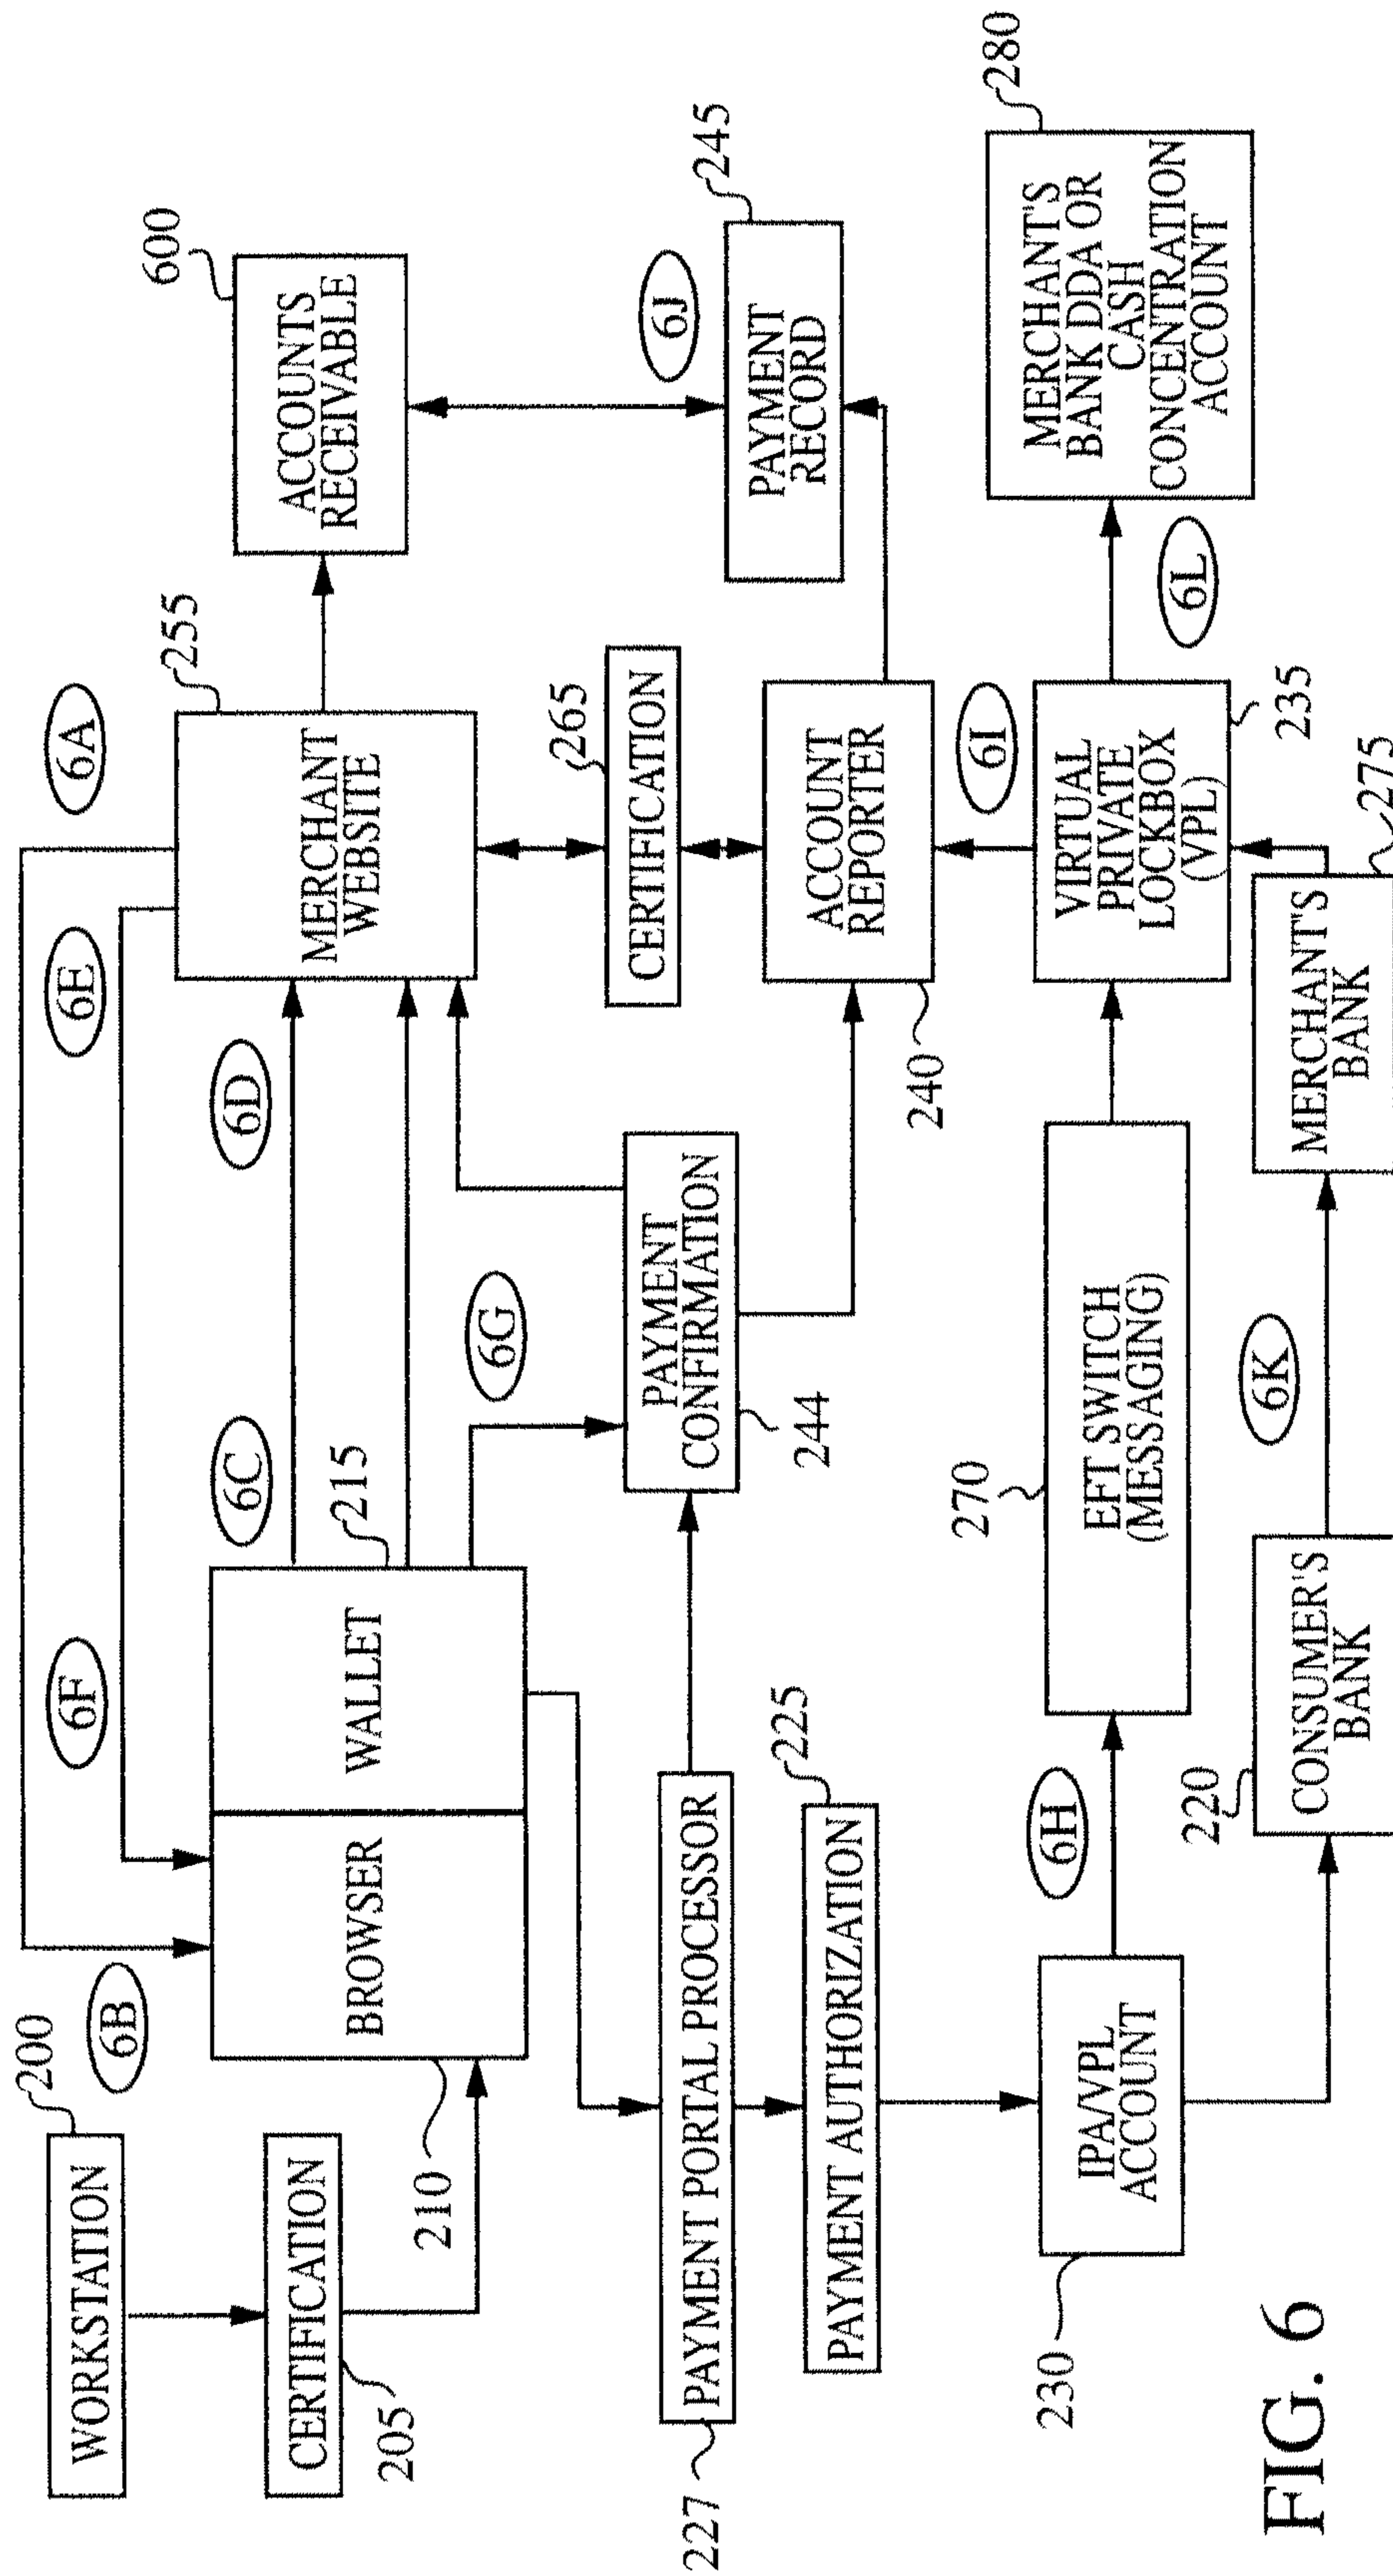 200
WORKSTATION
CERTIFICATION
205
6B
6F
6E
6A
BROWSER
WALLET
210
215
6C
6D
MERCHANT
WEBSITE
255
ACCOUNTS
RECEIVABLE
600
6G
CERTIFICATION
265
6J
PAYMENT PORTAL PROCESSOR
227
PAYMENT
CONFIRMATION
244
PAYMENT
RECORD
245
PAYMENT AUTHORIZATION
225
ACCOUNT
REPORTER
240
6I
IPA/VPL
ACCOUNT
230
6H
EFT SWITCH
(MESSAGING)
270
VIRTUAL
PRIVATE
LOCKBOX
(VPL)
235
6L
MERCHANT'S
BANK DDA OR
CASH
CONCENTRATION
ACCOUNT
280
CONSUMER'S
BANK
220
6K
MERCHANT'S
BANK
275
FIG. 6